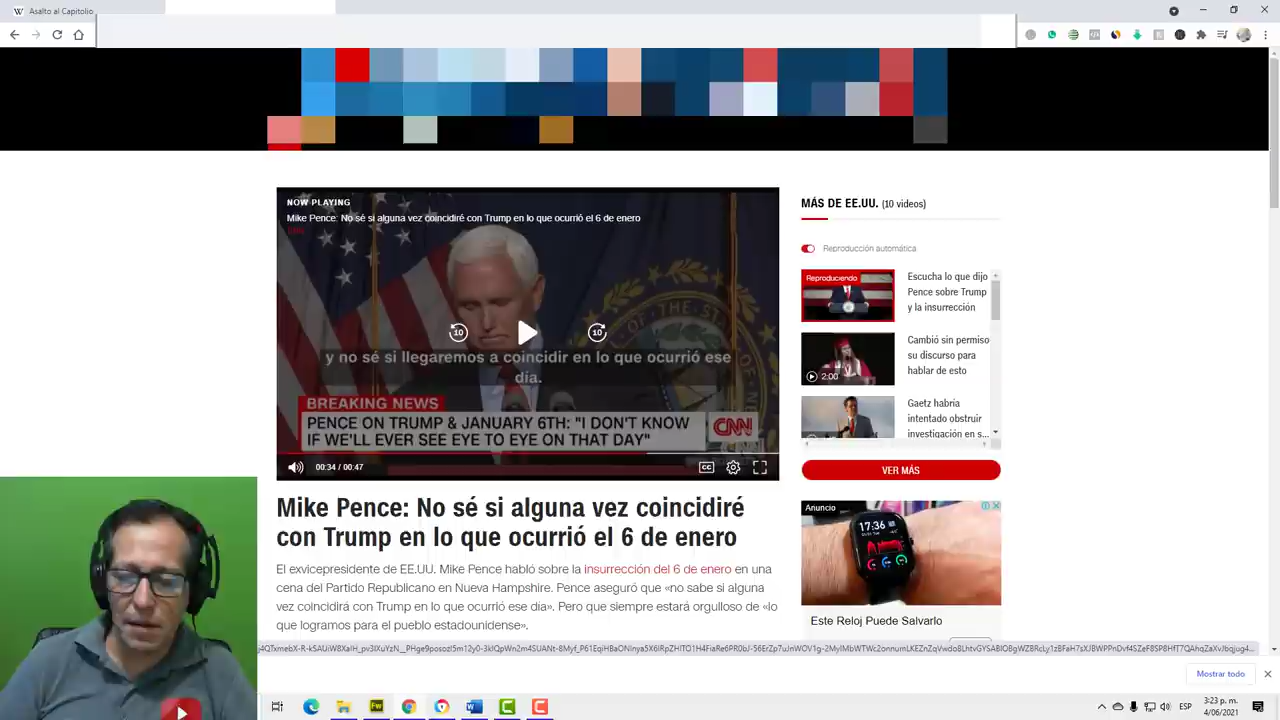 Asalto al Capitolio
NOW PLAYING
Mike Pence: No sé si alguna vez coincidiré con Trump en lo que ocurrió el 6 de enero
y no sé si llegaremos a coincidir en lo que ocurrió ese
día.
BREAKING NEWS
PENCE ON TRUMP & JANUARY 6TH: "I DON'T KNOW
IF WE'LL EVER SEE EYE TO EYE ON THAT DAY"
CNN
00:34 / 00:47
CC
10
10
MÁS DE EE.UU. (10 videos)
Reproducción automática
Reproduciendo
Escucha lo que dijo
Pence sobre Trump
y la insurrección
2:00
Cambió sin permiso
su discurso para
hablar de esto
Gaetz habría
intentado obstruir
investigación en s...
VER MÁS
Anuncio
17:36
Este Reloj Puede Salvarlo
Mike Pence: No sé si alguna vez coincidiré
con Trump en lo que ocurrió el 6 de enero
El exvicepresidente de EE.UU. Mike Pence habló sobre la insurrección del 6 de enero en una
cena del Partido Republicano en Nueva Hampshire. Pence aseguró que «no sabe si alguna
vez coincidirá con Trump en lo que ocurrió ese día». Pero que siempre estará orgulloso de «lo
que logramos para el pueblo estadounidense».
Mostrar todo
ESP
3:23 p. m.
4/06/2021